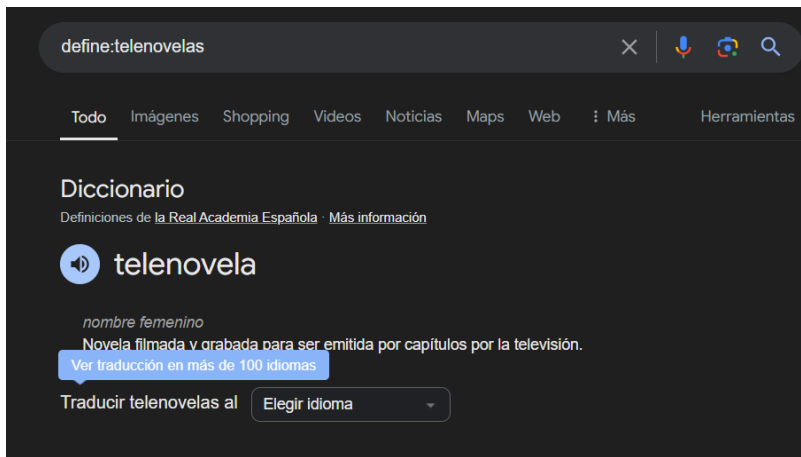 define:telenovelas
Todo Imágenes Shopping Videos Noticias Maps Web Más Herramientas
Diccionario
Definiciones de la Real Academia Española · Más información
telenovela
nombre femenino
Novela filmada y grabada para ser emitida por capítulos por la televisión.
Ver traducción en más de 100 idiomas
Traducir telenovelas al Elegir idioma